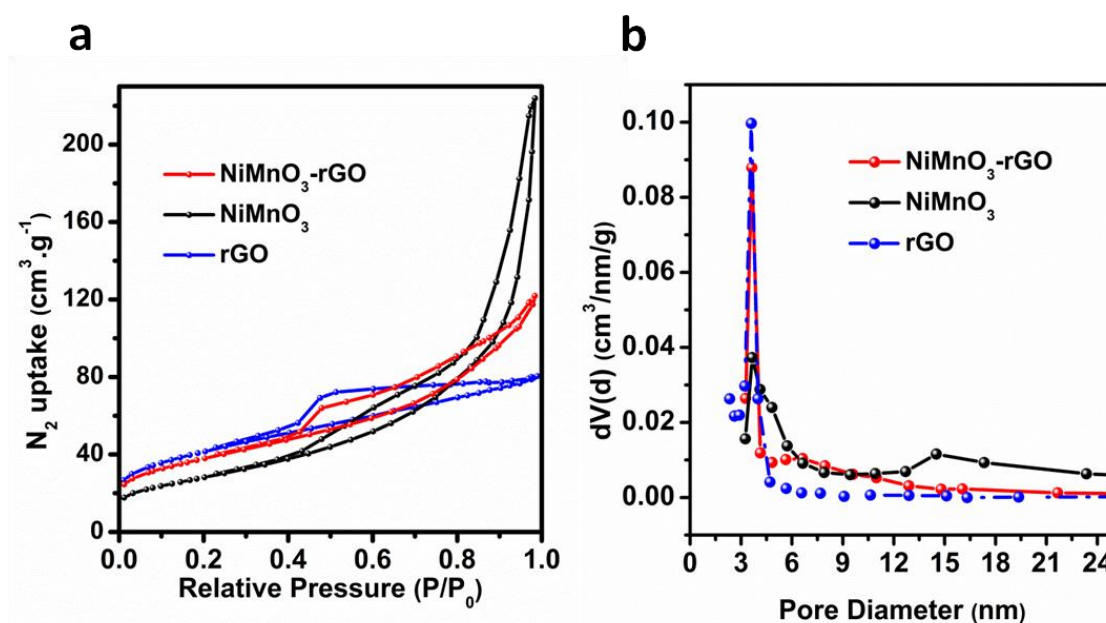 a
b
N₂ uptake (cm³.g⁻¹)
200
160
120
80
40
0
NiMnO₃-rGO
NiMnO₃
rGO
0.0 0.2 0.4 0.6 0.8 1.0
Relative Pressure (P/P₀)
dV(d) (cm³/nm/g)
0.10
0.08
0.06
0.04
0.02
0.00
NiMnO₃-rGO
NiMnO₃
rGO
0 3 6 9 12 15 18 21 24
Pore Diameter (nm)